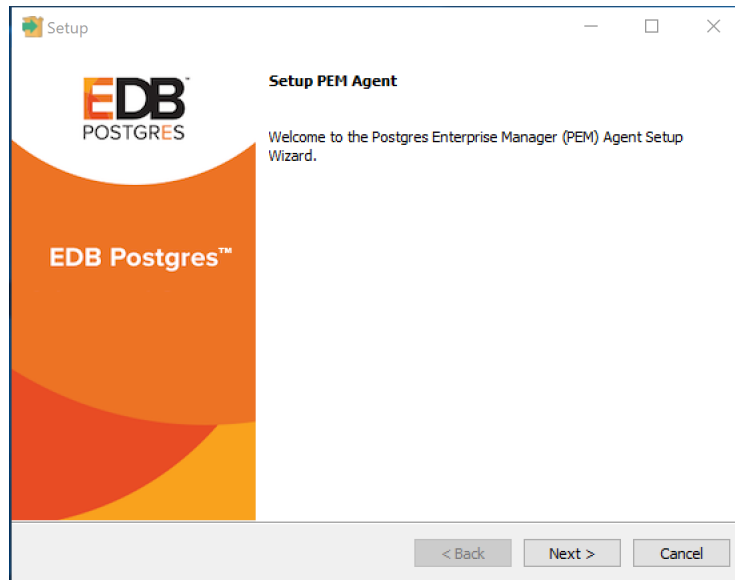 Setup
EDB™
POSTGRES
EDB Postgres™
Setup PEM Agent
Welcome to the Postgres Enterprise Manager (PEM) Agent Setup
Wizard.
< Back
Next >
Cancel